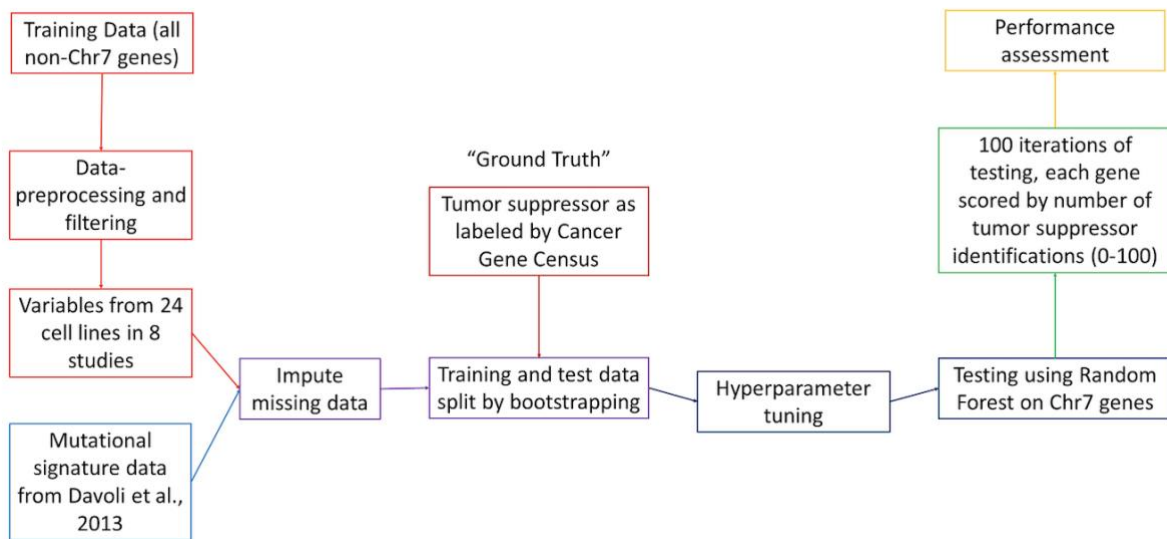 Training Data (all
non-Chr7 genes)
Data-
preprocessing and
filtering
Variables from 24
cell lines in 8
studies
Mutational
signature data
from Davoli et al.,
2013
Impute
missing data
“Ground Truth”
Tumor suppressor as
labeled by Cancer
Gene Census
Training and test data
split by bootstrapping
Hyperparameter
tuning
Testing using Random
Forest on Chr7 genes
100 iterations of
testing, each gene
scored by number of
tumor suppressor
identifications (0-100)
Performance
assessment